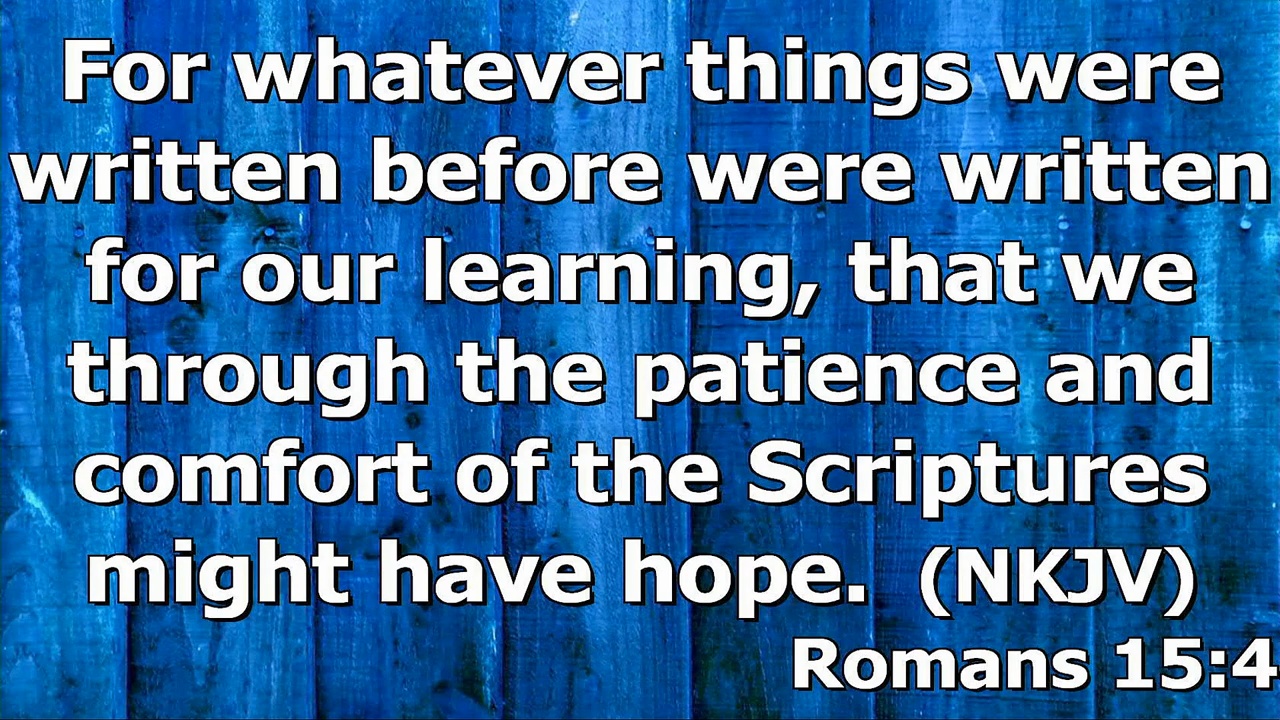 For whatever things were
written before were written
for our learning, that we
through the patience and
comfort of the Scriptures
might have hope.  (NKJV)
Romans 15:4